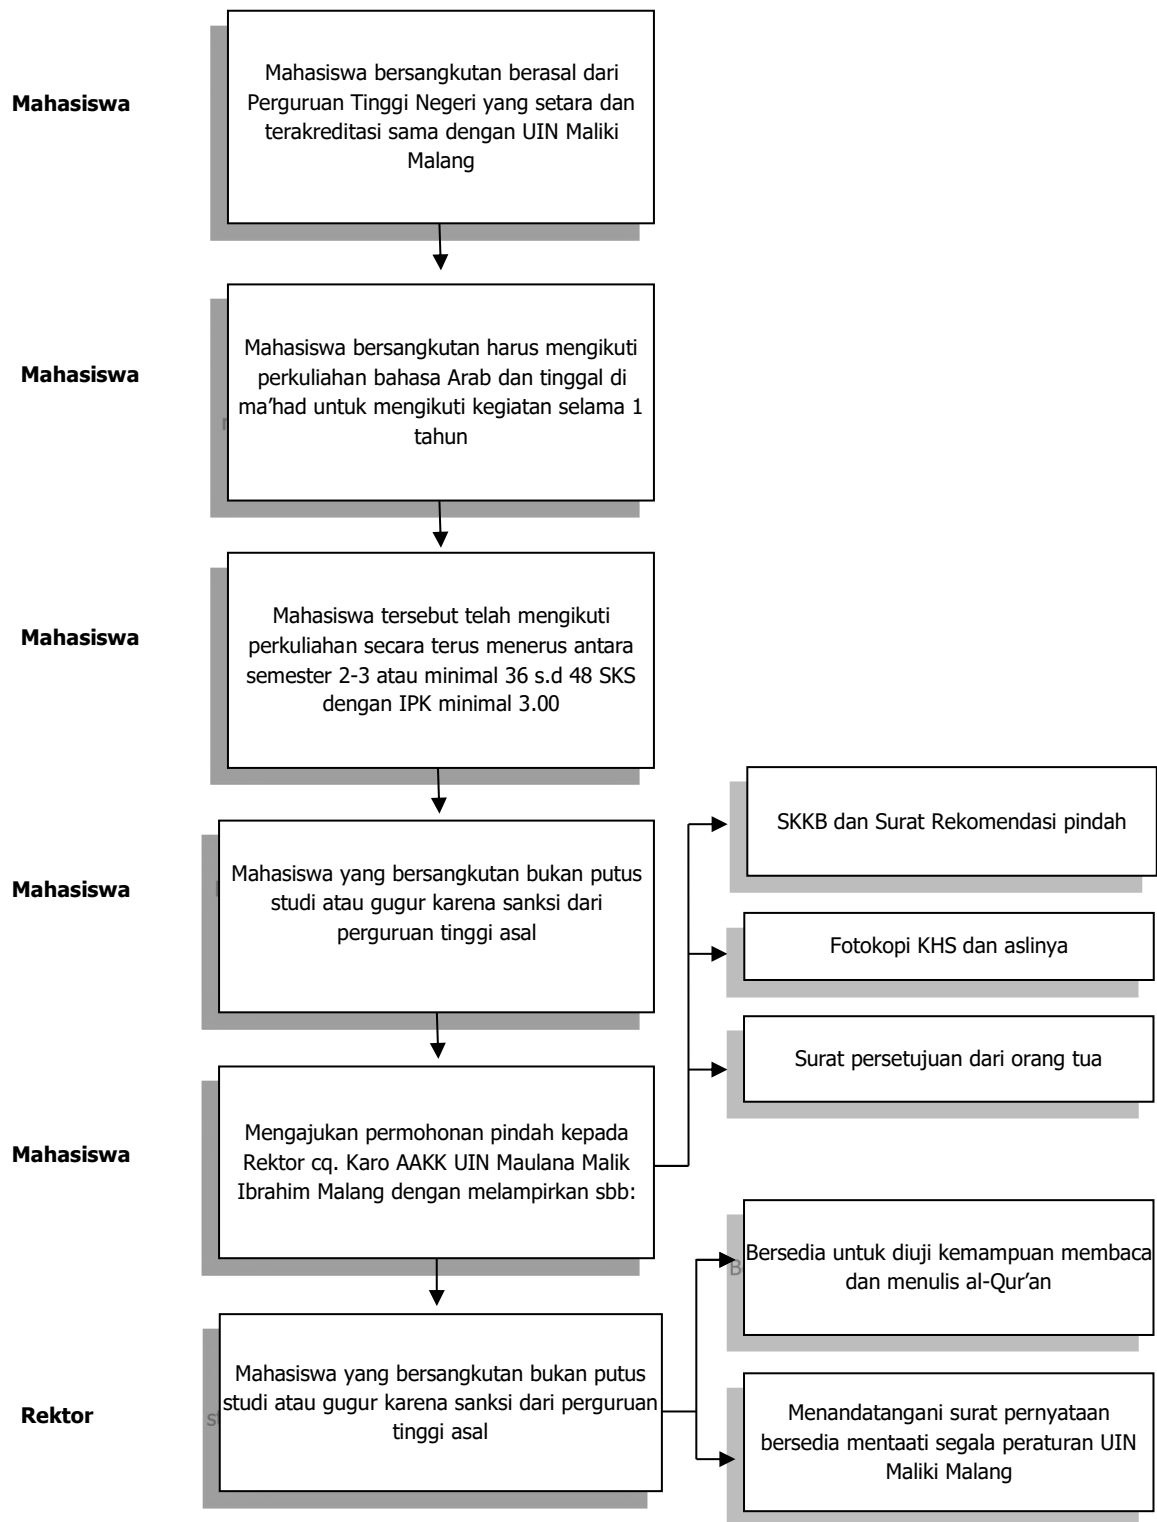 Mahasiswa
Mahasiswa bersangkutan berasal dari
Perguruan Tinggi Negeri yang setara dan
terakreditasi sama dengan UIN Maliki
Malang
Mahasiswa
Mahasiswa bersangkutan harus mengikuti
perkuliahan bahasa Arab dan tinggal di
ma’had untuk mengikuti kegiatan selama 1
tahun
Mahasiswa
Mahasiswa tersebut telah mengikuti
perkuliahan secara terus menerus antara
semester 2-3 atau minimal 36 s.d 48 SKS
dengan IPK minimal 3.00
Mahasiswa
Mahasiswa yang bersangkutan bukan putus
studi atau gugur karena sanksi dari
perguruan tinggi asal
SKKB dan Surat Rekomendasi pindah
Fotokopi KHS dan aslinya
Surat persetujuan dari orang tua
Mahasiswa
Mengajukan permohonan pindah kepada
Rektor cq. Karo AAKK UIN Maulana Malik
Ibrahim Malang dengan melampirkan sbb:
Bersedia untuk diuji kemampuan membaca
dan menulis al-Qur’an
Rektor
Mahasiswa yang bersangkutan bukan putus
studi atau gugur karena sanksi dari perguruan
tinggi asal
Menandatangani surat pernyataan
bersedia mentaati segala peraturan UIN
Maliki Malang